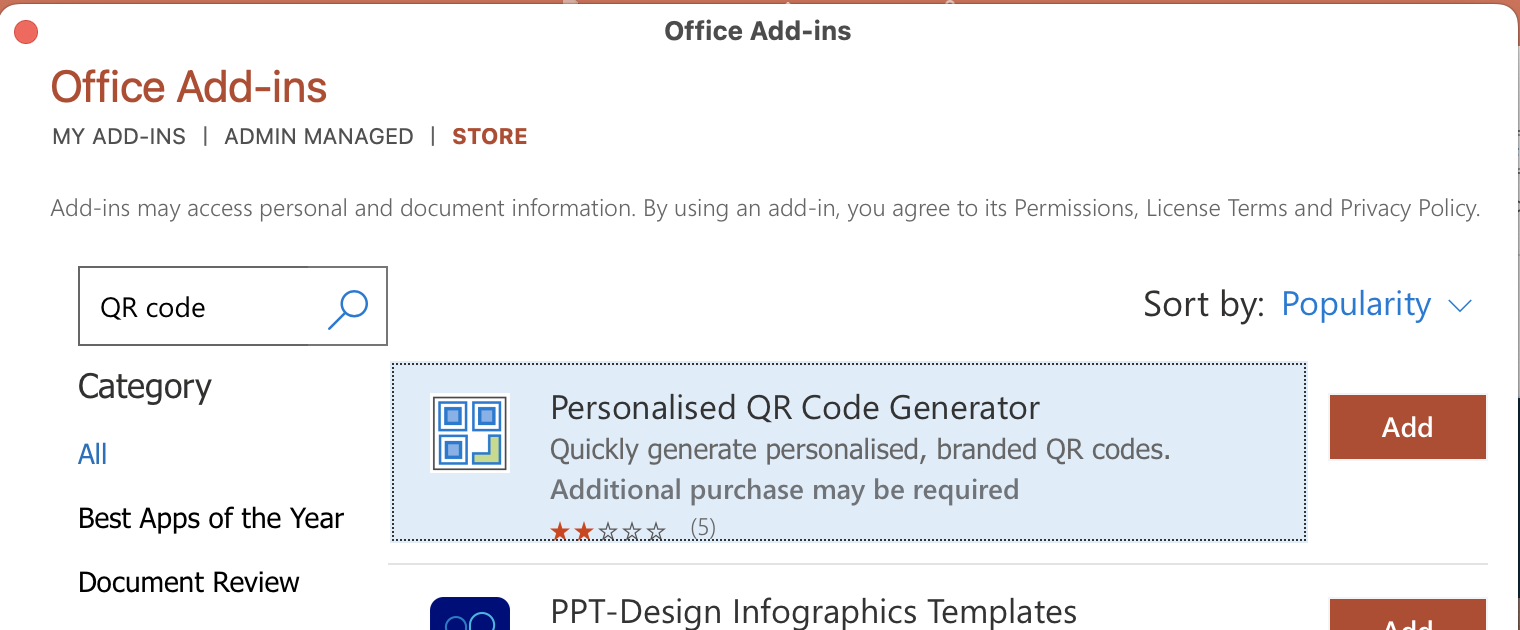 Office Add-ins
Office Add-ins
MY ADD-INS | ADMIN MANAGED | STORE
Add-ins may access personal and document information. By using an add-in, you agree to its Permissions, License Terms and Privacy Policy.
QR code
Sort by: Popularity
Category
All
Best Apps of the Year
Document Review
Personalised QR Code Generator
Quickly generate personalised, branded QR codes.
Additional purchase may be required
(5)
Add
PPT-Design Infographics Templates
Add